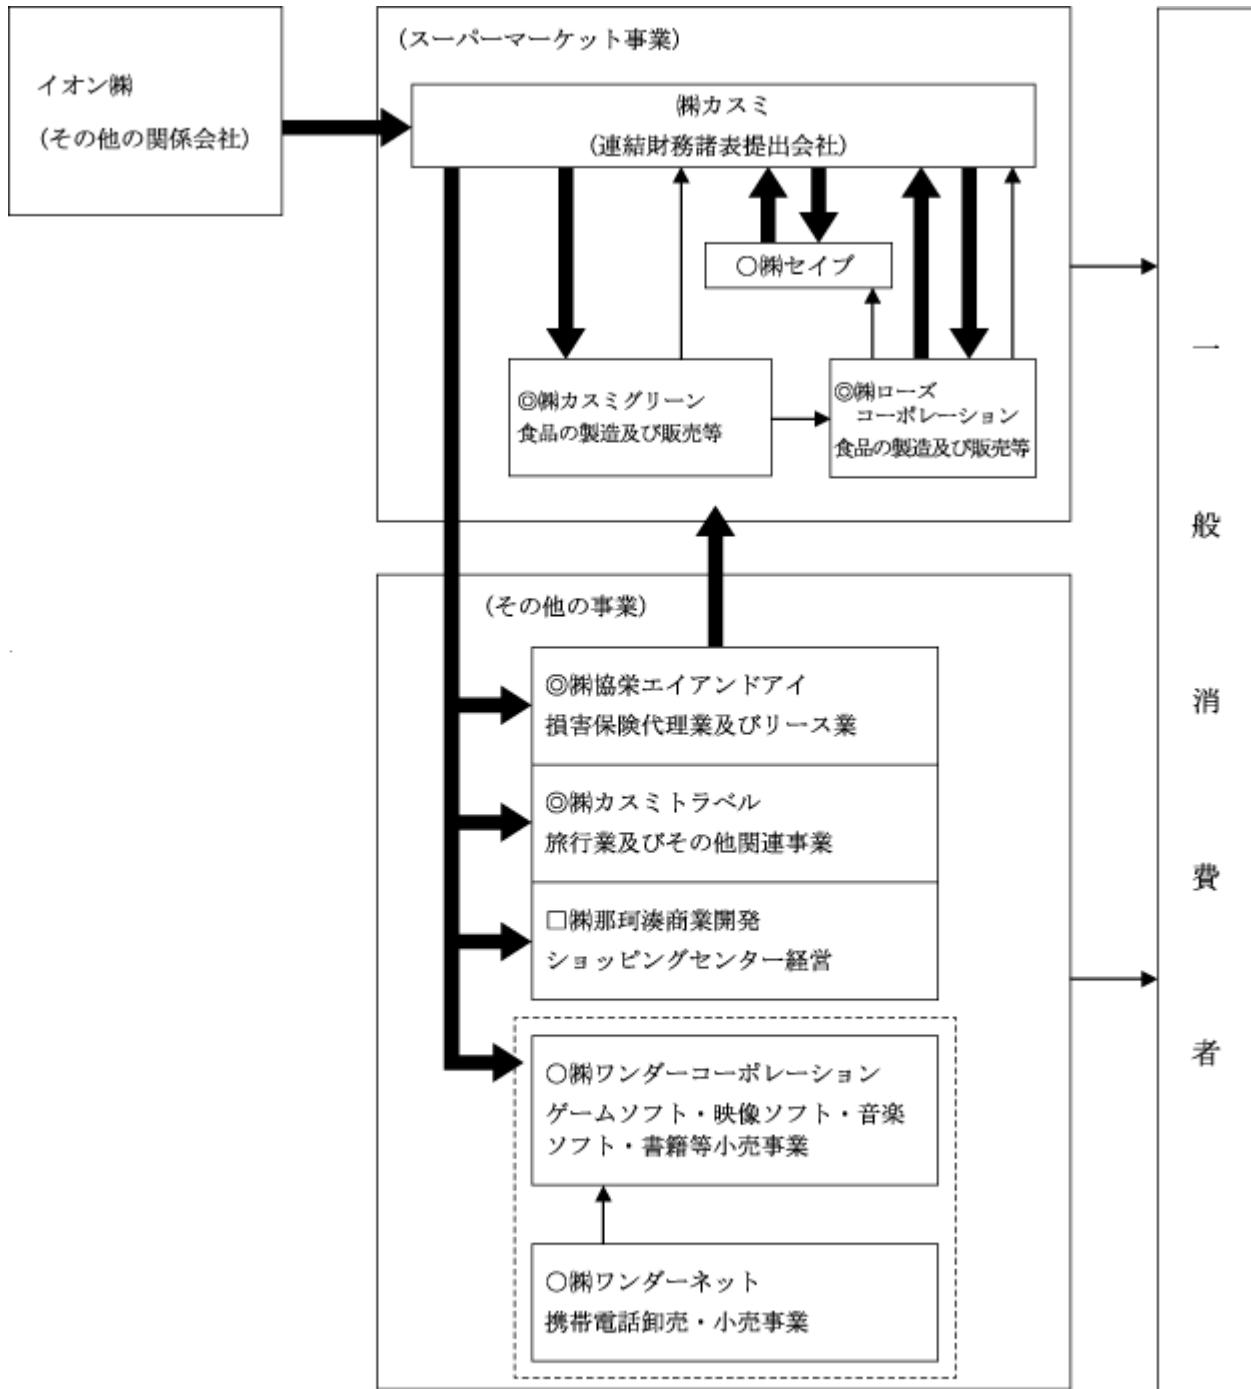 イオン㈱
(その他の関係会社)
(スーパーマーケット事業)
㈱カスミ
(連結財務諸表提出会社)
○㈱セイブ
◎㈱カスミグリーン
食品の製造及び販売等
◎㈱ローズ
コーポレーション
食品の製造及び販売等
(その他の事業)
◎㈱協栄エイアンドアイ
損害保険代理業及びリース業
◎㈱カスミトラベル
旅行業及びその他関連事業
□㈱那珂湊商業開発
ショッピングセンター経営
○㈱ワンダーコーポレーション
ゲームソフト・映像ソフト・音楽
ソフト・書籍等小売事業
○㈱ワンダーネット
携帯電話卸売・小売事業
一般消費者